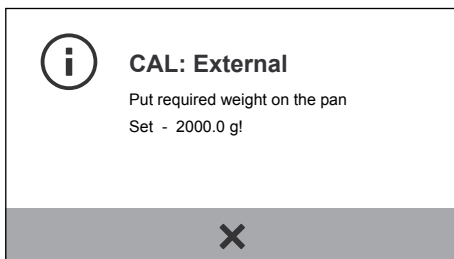 CAL: External
Put required weight on the pan
Set - 2000.0 g!